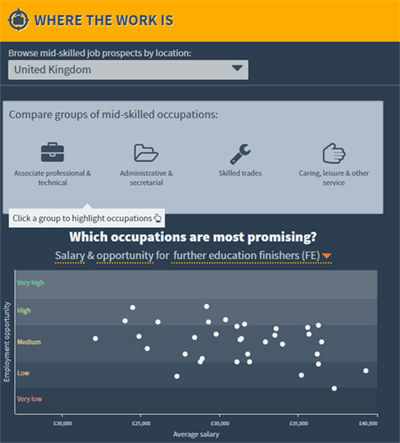 WHERE THE WORK IS
Browse mid-skilled job prospects by location:
United Kingdom
Compare groups of mid-skilled occupations:
Associate professional &
technical
Administrative &
secretarial
Skilled trades
Caring, leisure & other
service
Click a group to highlight occupations
Which occupations are most promising?
Salary & opportunity for further education finishers (FE)
Employment opportunity
Very high
High
Medium
Low
Very low
£20,000 £25,000 £30,000 £35,000 £40,000
Average salary